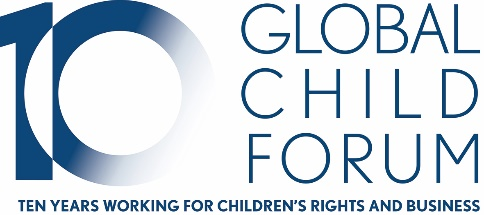 10
GLOBAL
CHILD
FORUM
TEN YEARS WORKING FOR CHILDREN'S RIGHTS AND BUSINESS